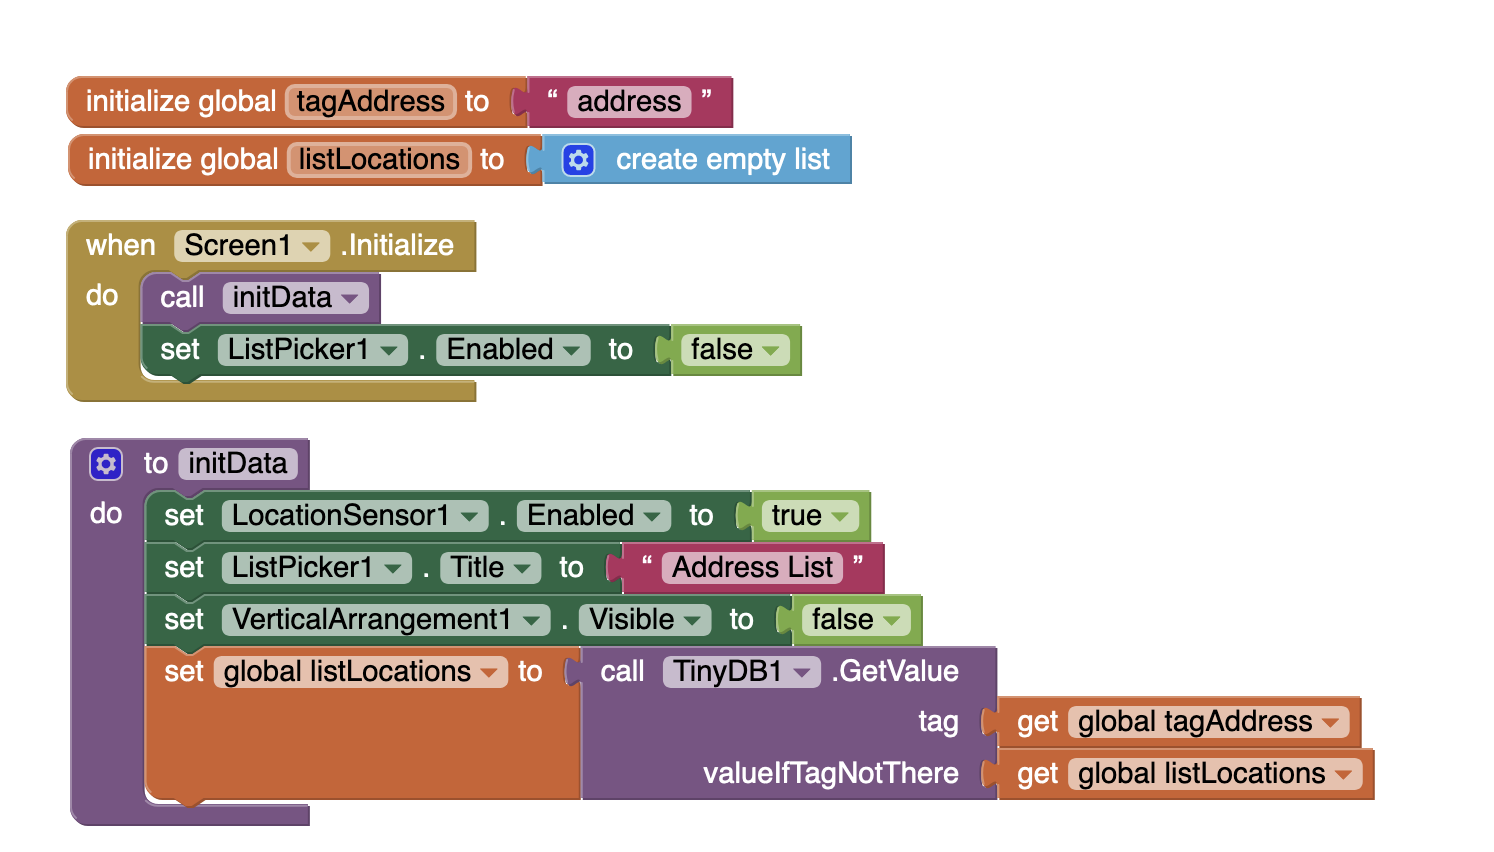 initialize global tagAddress to “ address ”
initialize global listLocations to create empty list
when Screen1 .Initialize
do call initData
set ListPicker1 . Enabled to false
to initData
do set LocationSensor1 . Enabled to true
set ListPicker1 . Title to “ Address List ”
set VerticalArrangement1 . Visible to false
set global listLocations to call TinyDB1 .GetValue
tag get global tagAddress
valueIfTagNotThere get global listLocations